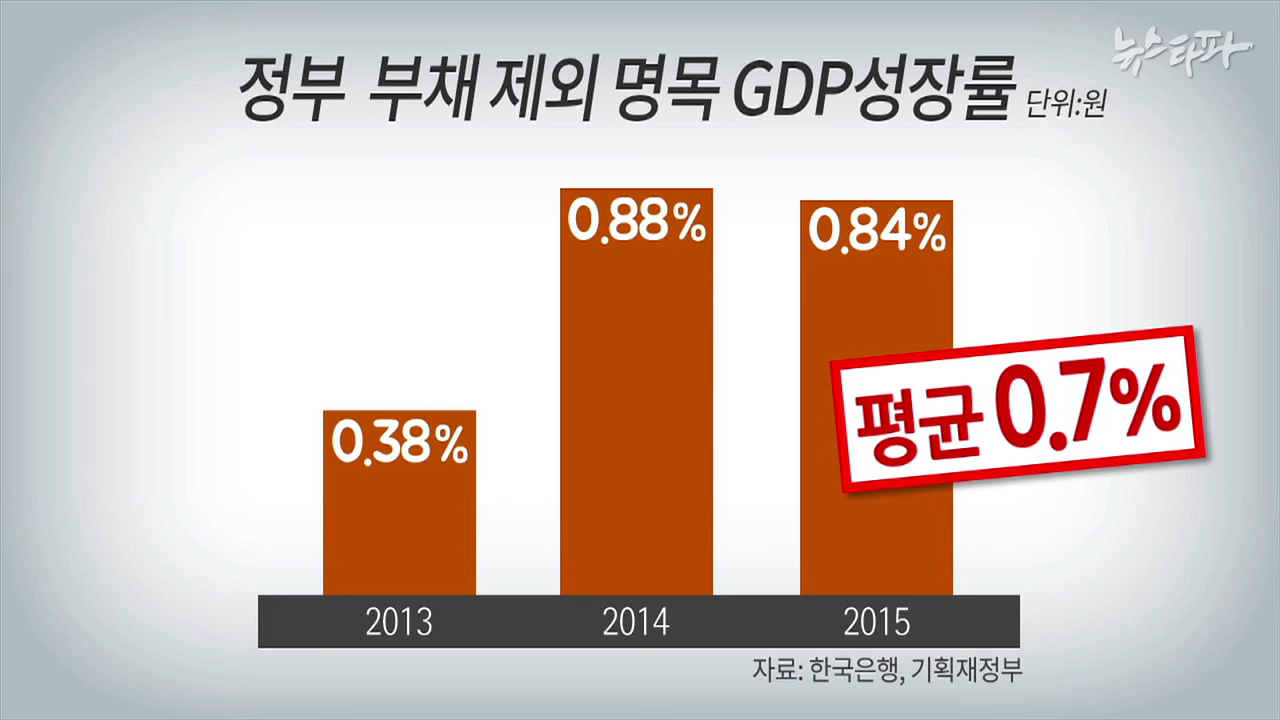 뉴스타파
정부 부채 제외 명목 GDP성장률 단위:원
0.38%
0.88%
0.84%
평균 0.7%
2013
2014
2015
자료: 한국은행, 기획재정부